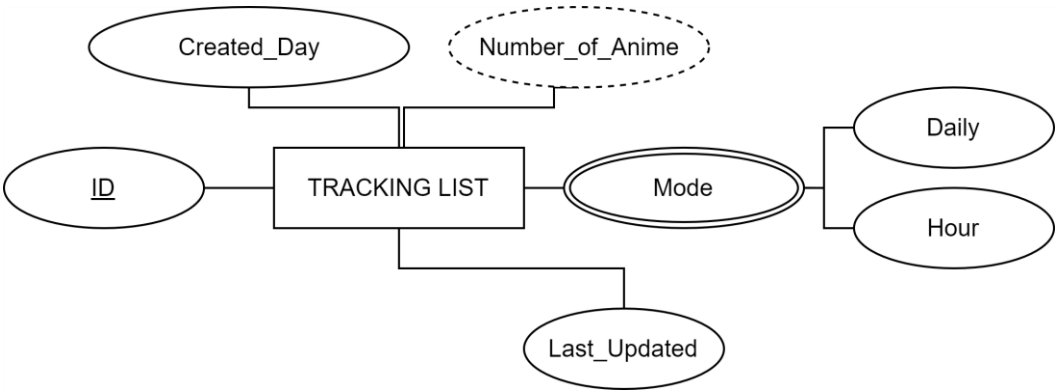 Created_Day
Number_of_Anime
Daily
ID
TRACKING LIST
Mode
Hour
Last_Updated